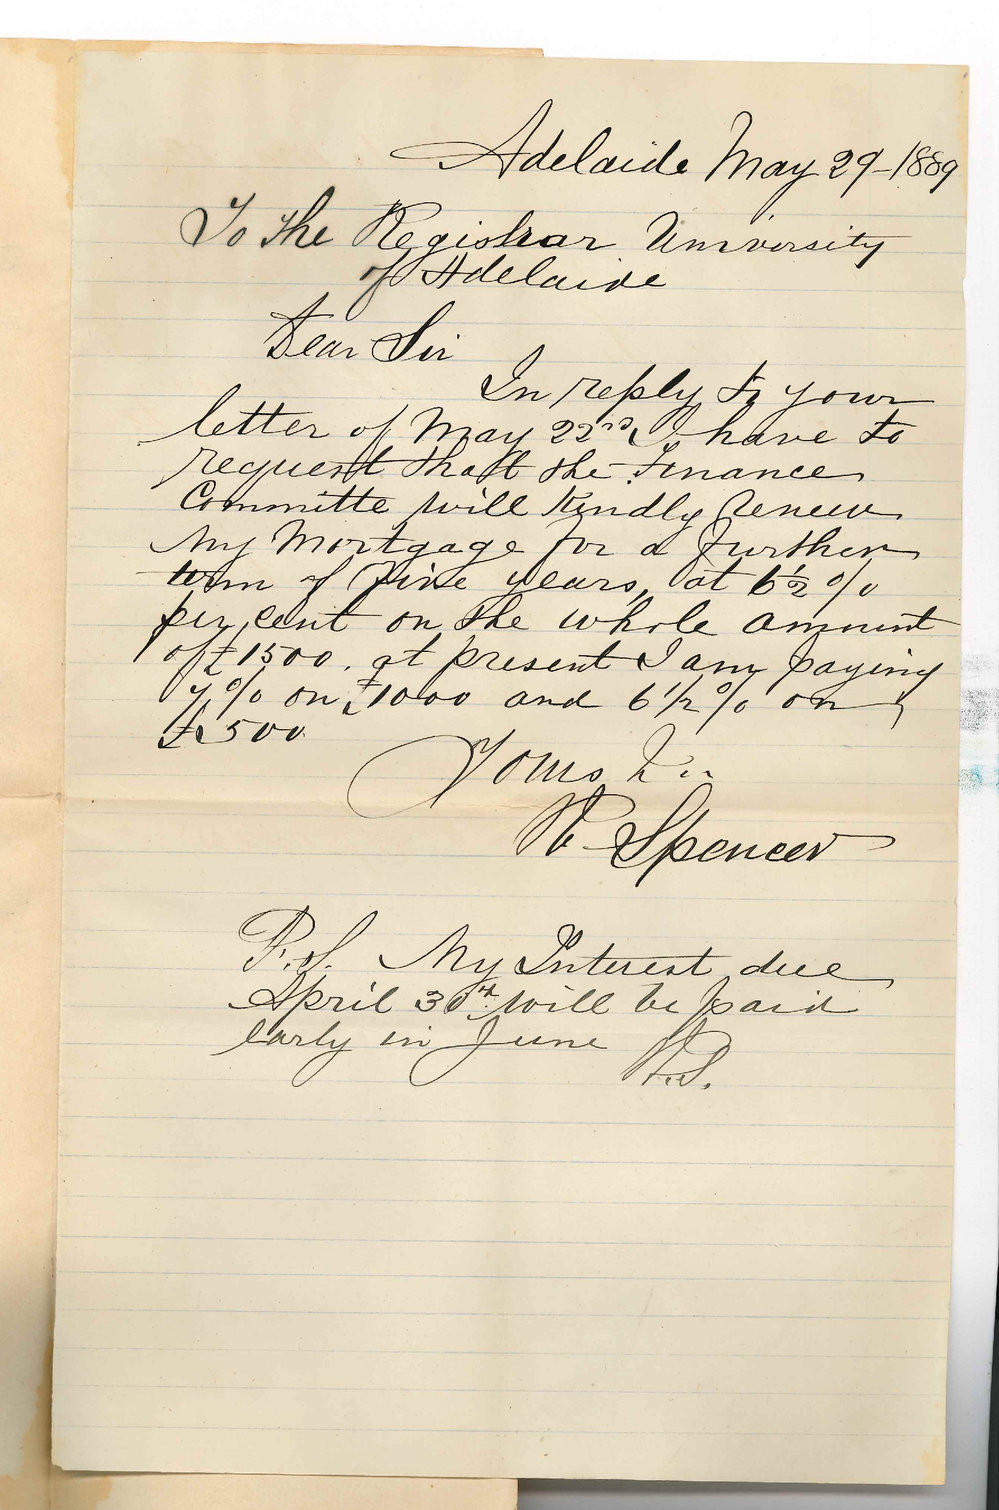 Adelaide May 29-1889
To the Registrar University
of Adelaide
Dear Sir
In reply to your
letter of May 22nd I have to
request that the Finance
Committe will Kindly renew
My Mortgage for a further
term of five years, at 6½%
per cent on the whole amount
of £1500. at present I am paying
7% on £1000 and 6 1/2% on
£500
Yours
Spencer
P.S. My Interest due
April 30th will be paid
early in June